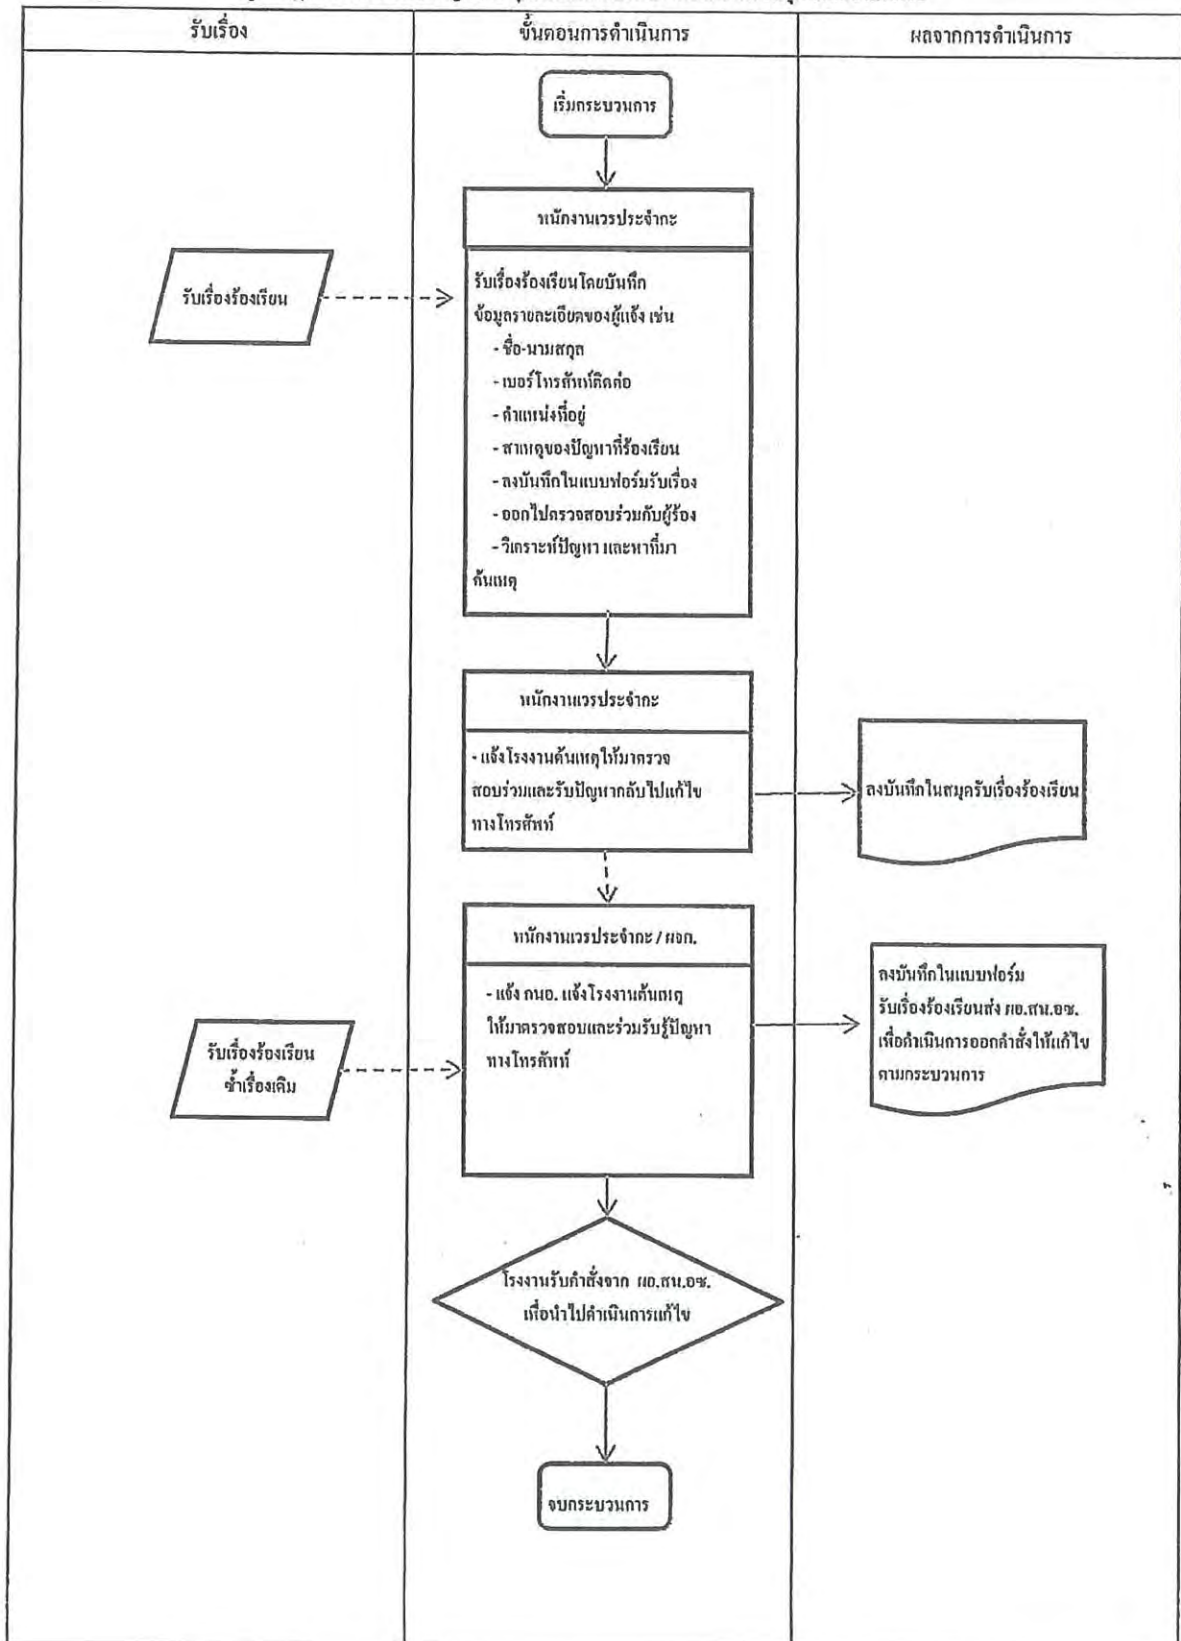 รับเรื่อง
ขั้นตอนการดำเนินการ
ผลจากการดำเนินการ
เริ่มกระบวนการ
พนักงานเวรประจำกะ
รับเรื่องร้องเรียน
รับเรื่องร้องเรียนโดยบันทึก
ข้อมูลรายละเอียดของผู้แจ้ง เช่น
- ชื่อ-นามสกุล
- เบอร์โทรศัพท์ติดต่อ
- ตำแหน่งที่อยู่
- สาเหตุของปัญหาที่ร้องเรียน
- ลงบันทึกในแบบฟอร์มรับเรื่อง
- ออกไปตรวจสอบร่วมกับผู้ร้อง
- วิเคราะห์ปัญหา และหาที่มา
ต้นเหตุ
พนักงานเวรประจำกะ
- แจ้งโรงงานต้นเหตุให้มาตรวจ
สอบร่วมและรับปัญหากลับไปแก้ไข
ทางโทรศัพท์
ลงบันทึกในสมุดรับเรื่องร้องเรียน
พนักงานเวรประจำกะ / ผจก.
- แจ้ง กนอ. แจ้งโรงงานต้นเหตุ
ให้มาตรวจสอบและร่วมรับรู้ปัญหา
ทางโทรศัพท์
ลงบันทึกในแบบฟอร์ม
รับเรื่องร้องเรียนส่ง ผอ.สน.อซ.
เพื่อดำเนินการออกคำสั่งให้แก้ไข
ตามกระบวนการ
รับเรื่องร้องเรียน
ซ้ำเรื่องเดิม
โรงงานรับคำสั่งจาก ผอ.สน.อซ.
เพื่อนำไปดำเนินการแก้ไข
จบกระบวนการ